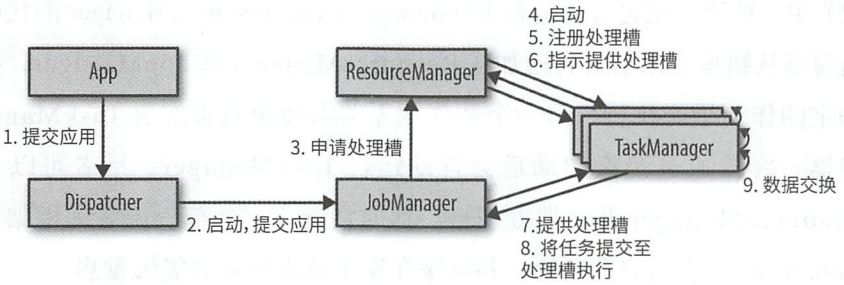 4. 启动
5. 注册处理槽
6. 指示提供处理槽
App
ResourceManager
1. 提交应用
3. 申请处理槽
TaskManager
Dispatcher
JobManager
9. 数据交换
2. 启动,提交应用
7.提供处理槽
8. 将任务提交至
处理槽执行